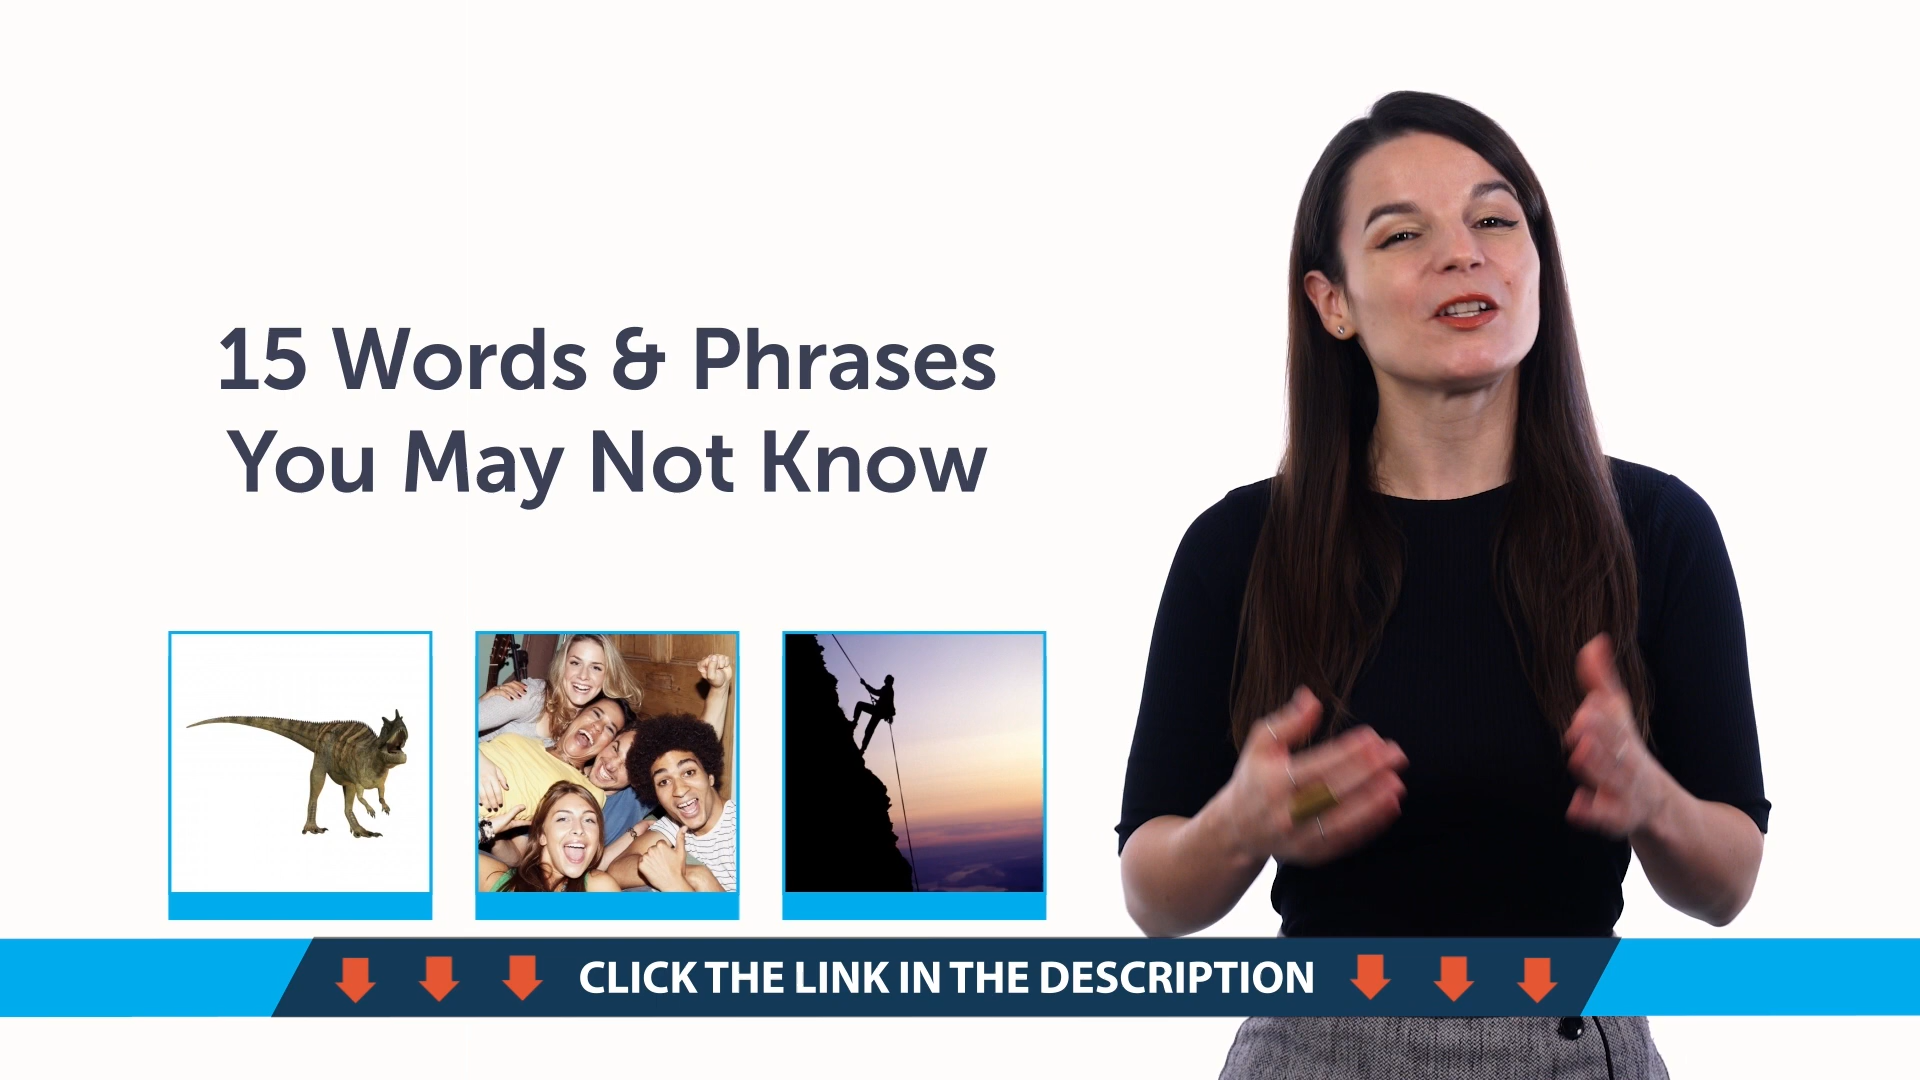 15 Words & Phrases
You May Not Know
CLICK THE LINK IN THE DESCRIPTION